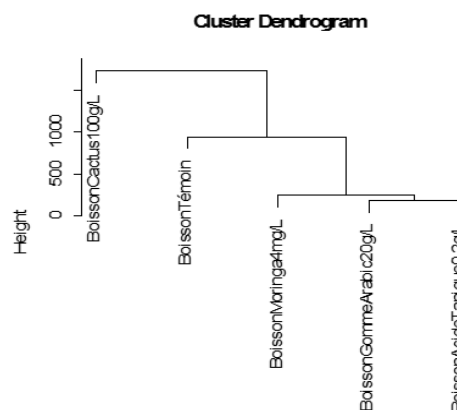 Cluster Dendrogram
Height
0
500
1000
BoissonCactus100g/L
BoissonTémoin
BoissonMoringa4mg/L
BoissonGommeArabic20g/L